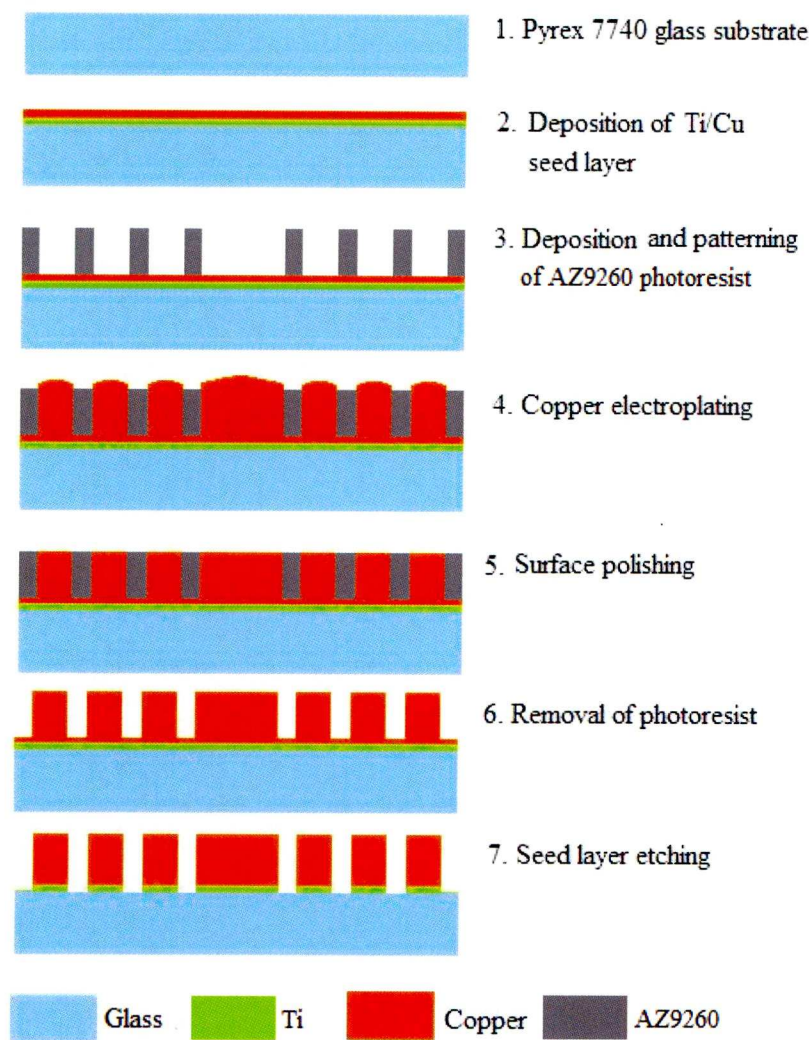 1. Pyrex 7740 glass substrate
2. Deposition of Ti/Cu
seed layer
3. Deposition and patterning
of AZ9260 photoresist
4. Copper electroplating
5. Surface polishing
6. Removal of photoresist
7. Seed layer etching
Glass Ti Copper AZ9260